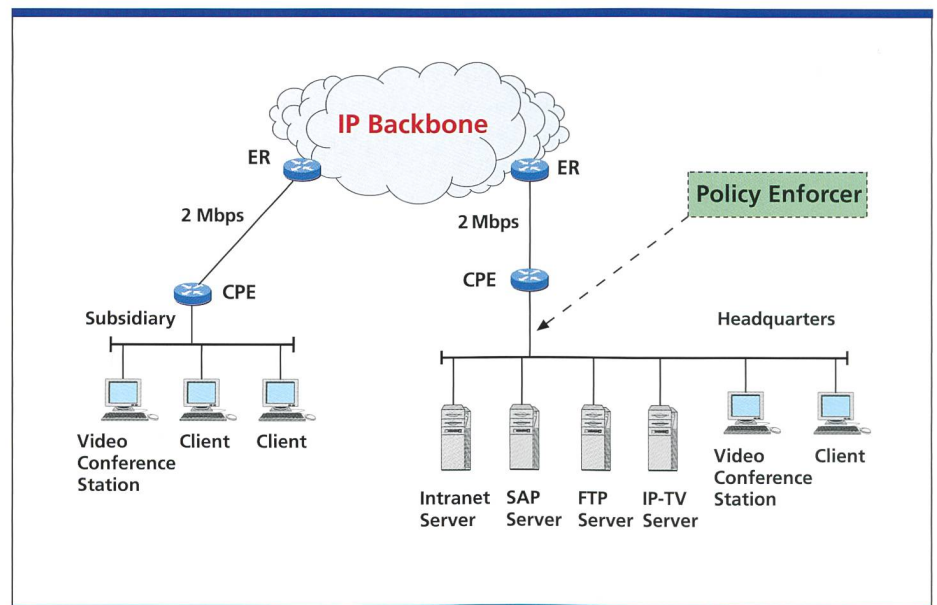 IP Backbone
ER
ER
2 Mbps
2 Mbps
Policy Enforcer
CPE
CPE
Subsidiary
Headquarters
Video
Conference
Station
Client
Client
Intranet
Server
SAP
Server
FTP
Server
IP-TV
Server
Video
Conference
Station
Client